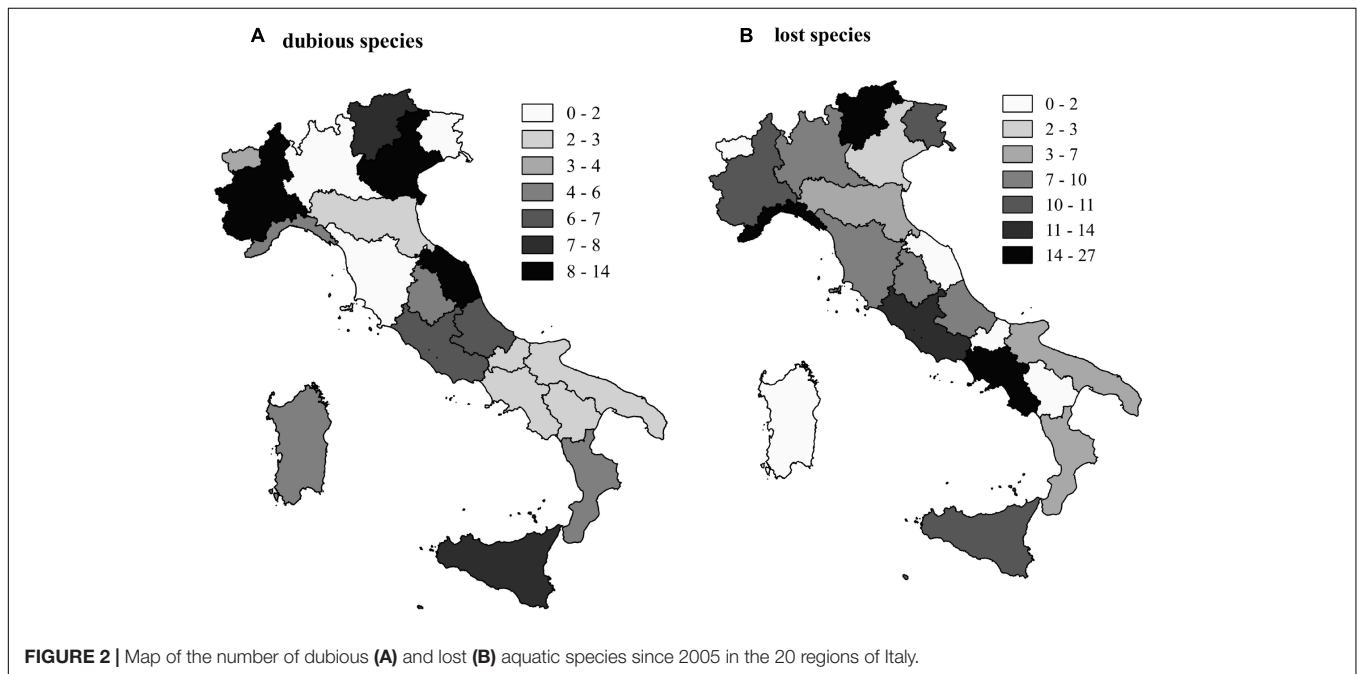 A dubious species
0 - 2
2 - 3
3 - 4
4 - 6
6 - 7
7 - 8
8 - 14
B lost species
0 - 2
2 - 3
3 - 7
7 - 10
10 - 11
11 - 14
14 - 27
FIGURE 2 | Map of the number of dubious (A) and lost (B) aquatic species since 2005 in the 20 regions of Italy.